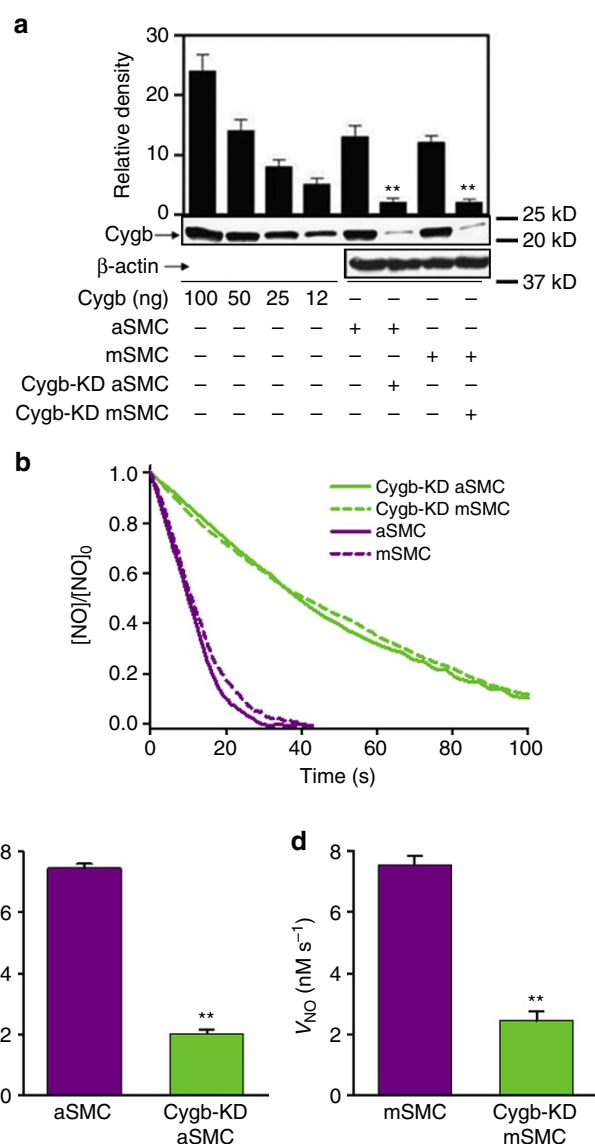 a
Relative density
30
20
10
0
** **
Cygb
25 kD
20 kD
β-actin
37 kD
Cygb (ng) 100 50 25 12 – – – –
aSMC – – – – + + – –
mSMC – – – – – – + +
Cygb-KD aSMC – – – – – + – –
Cygb-KD mSMC – – – – – – – +
b
[NO]/[NO]₀
1.0
0.8
0.6
0.4
0.2
0.0
Cygb-KD aSMC
Cygb-KD mSMC
aSMC
mSMC
0 20 40 60 80 100
Time (s)
8
6
4
2
0
**
aSMC Cygb-KD aSMC
d
V_NO (nM s⁻¹)
8
6
4
2
0
**
mSMC Cygb-KD mSMC